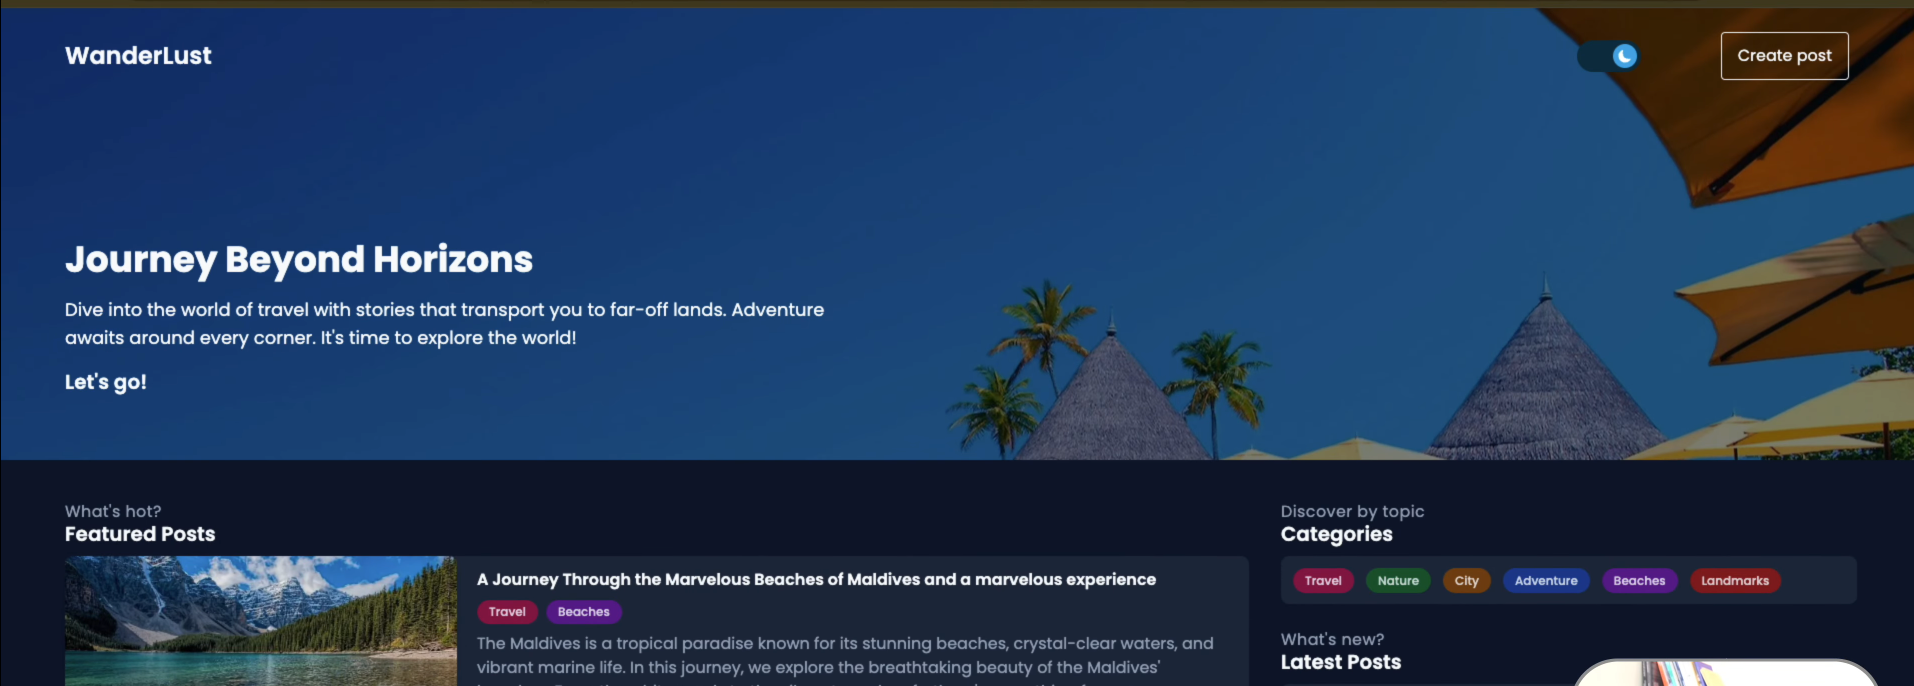 WanderLust
Create post
Journey Beyond Horizons
Dive into the world of travel with stories that transport you to far-off lands. Adventure
awaits around every corner. It's time to explore the world!
Let's go!
What's hot?
Featured Posts
A Journey Through the Marvelous Beaches of Maldives and a marvelous experience
Travel Beaches
The Maldives is a tropical paradise known for its stunning beaches, crystal-clear waters, and
vibrant marine life. In this journey, we explore the breathtaking beauty of the Maldives'
Discover by topic
Categories
Travel Nature City Adventure Beaches Landmarks
What's new?
Latest Posts